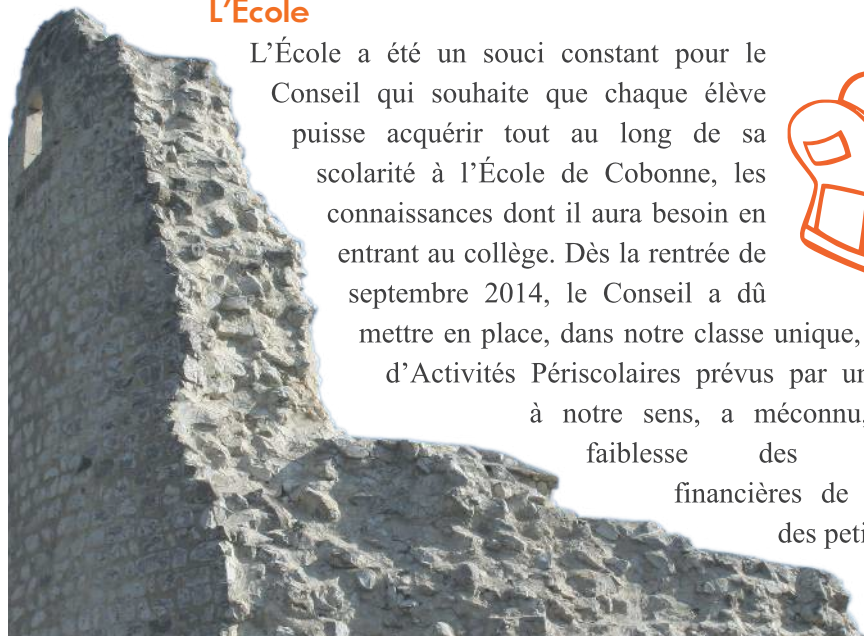 L'École
L'École a été un souci constant pour le
Conseil qui souhaite que chaque élève
puisse acquérir tout au long de sa
scolarité à l'École de Cobonne, les
connaissances dont il aura besoin en
entrant au collège. Dès la rentrée de
septembre 2014, le Conseil a dû
mettre en place, dans notre classe unique,
d'Activités Périscolaires prévus par
à notre sens, a méconnu,
faiblesse des
financières de
des